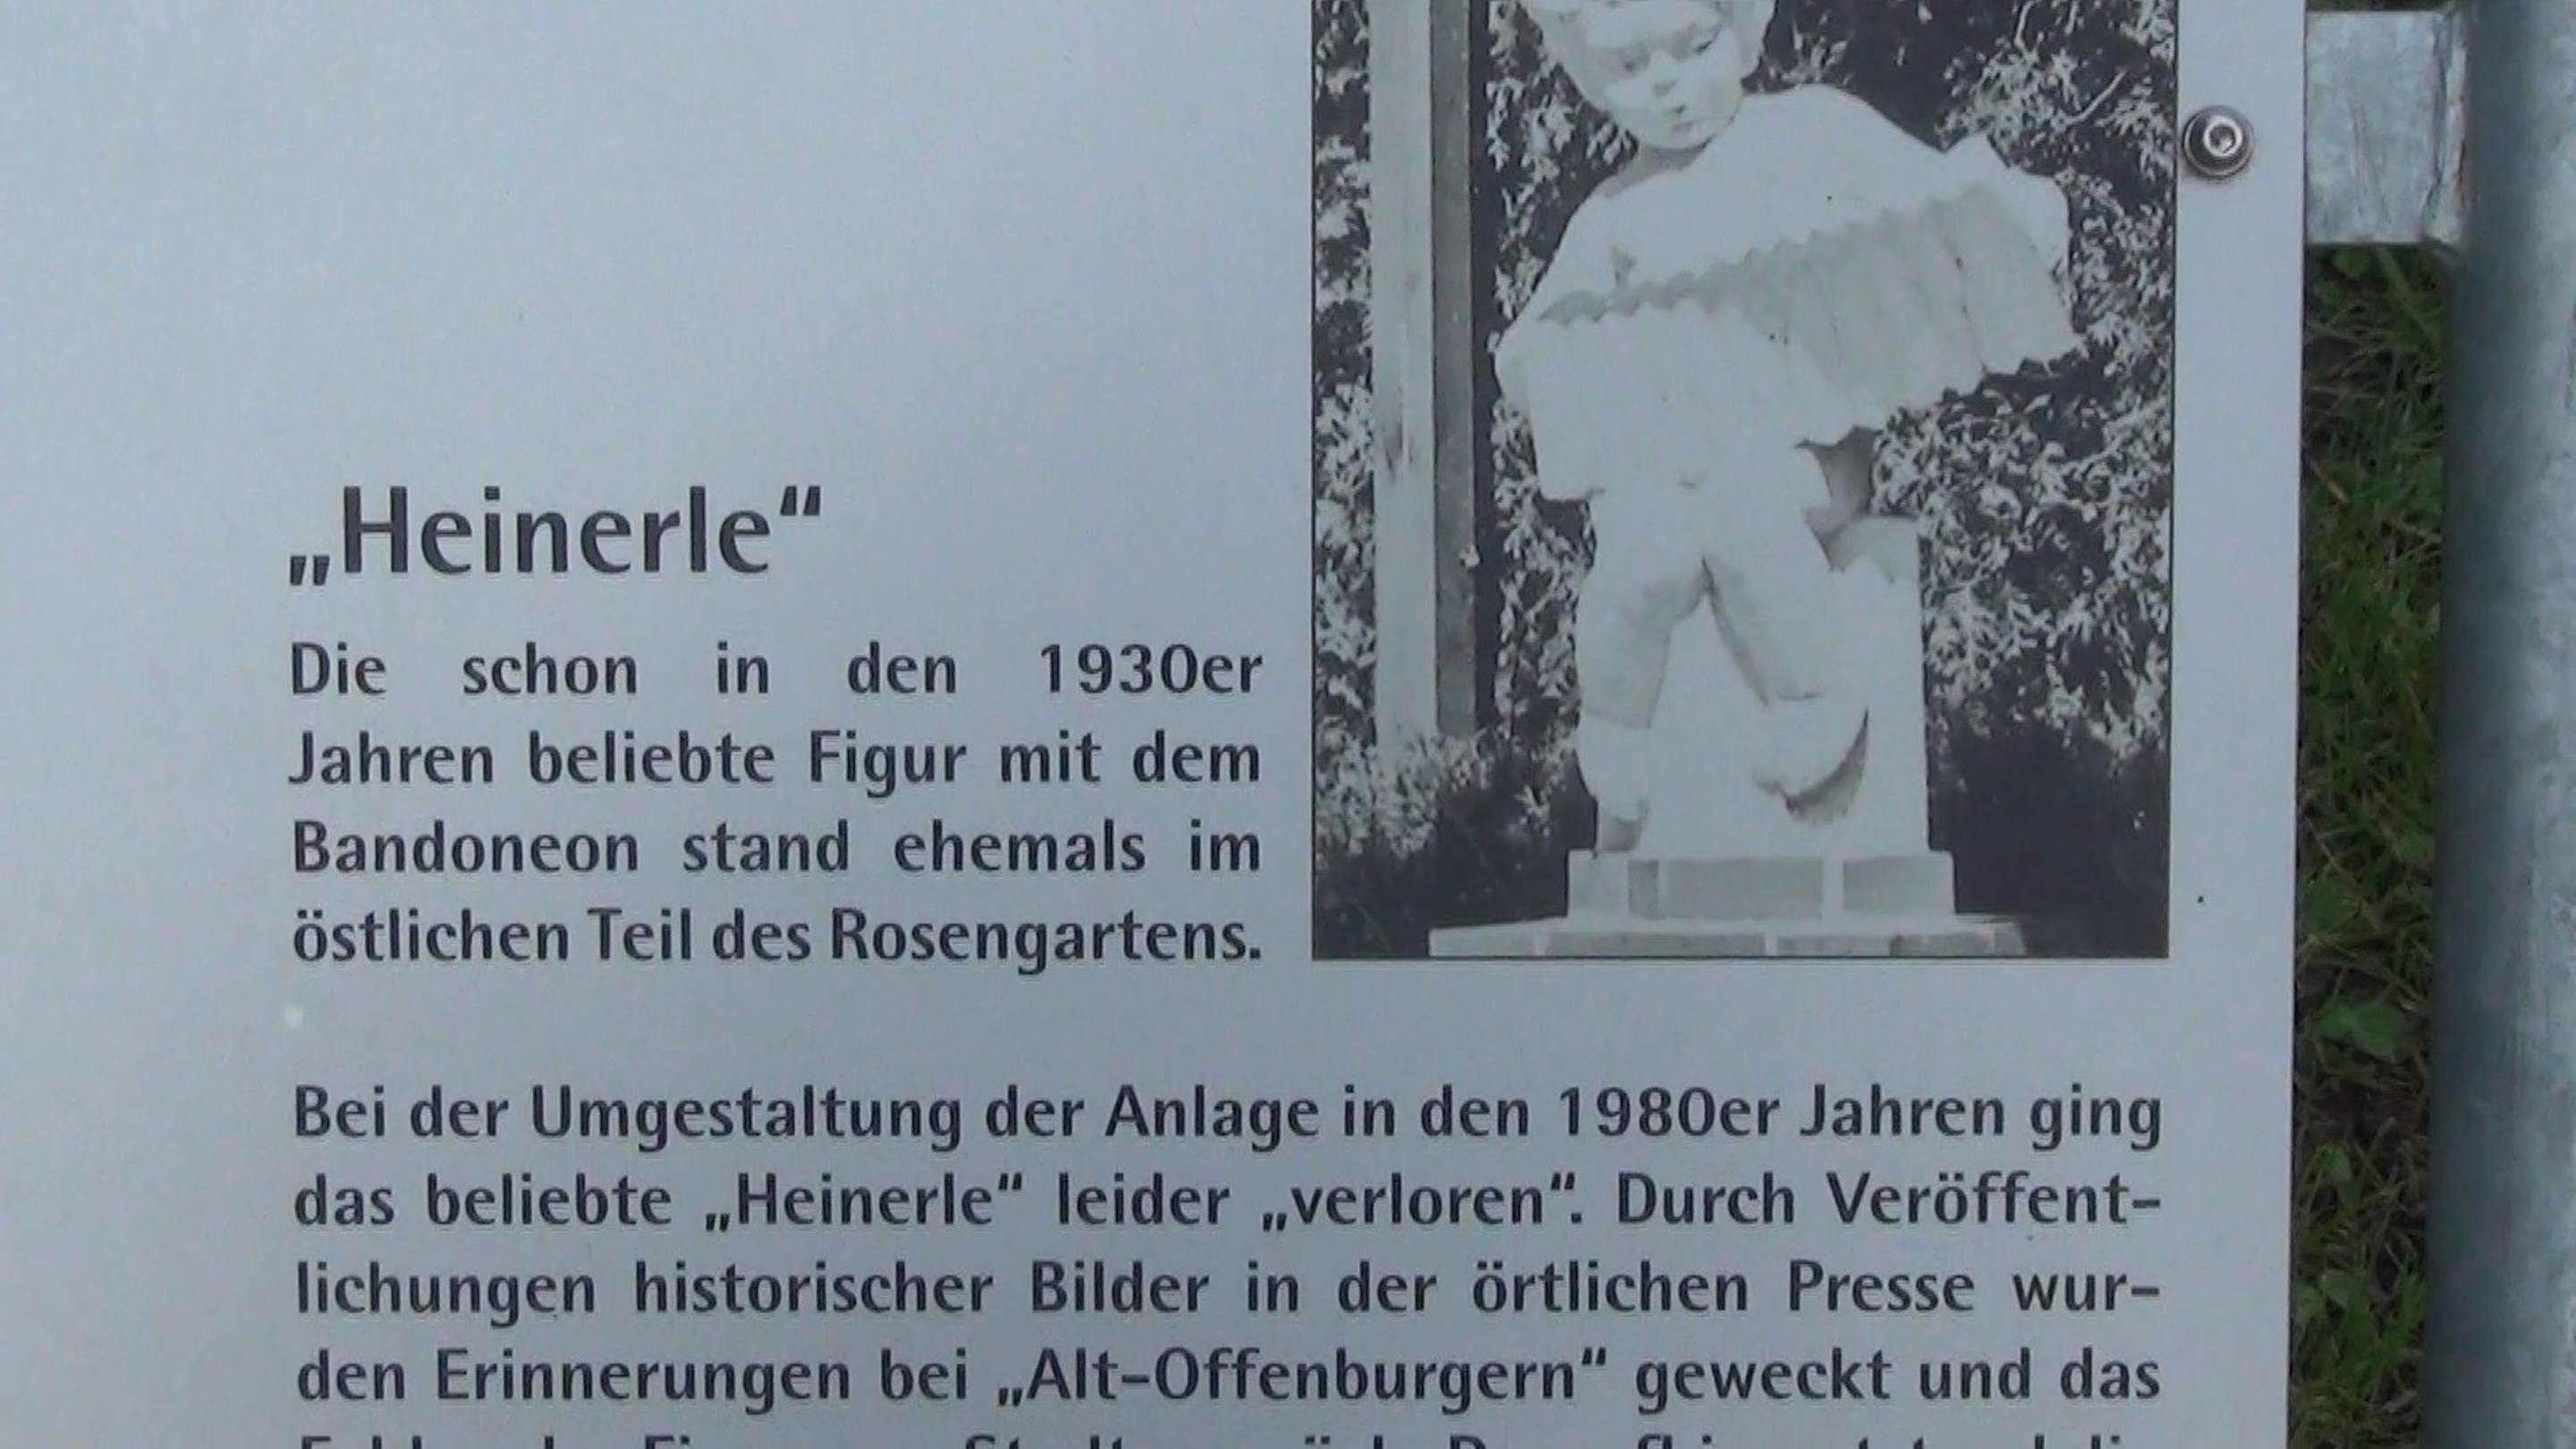 „Heinerle“
Die schon in den 1930er
Jahren beliebte Figur mit dem
Bandoneon stand ehemals im
östlichen Teil des Rosengartens.
Bei der Umgestaltung der Anlage in den 1980er Jahren ging
das beliebte „Heinerle“ leider „verloren“. Durch Veröffent-
lichungen historischer Bilder in der örtlichen Presse wur-
den Erinnerungen bei „Alt-Offenburgern“ geweckt und das